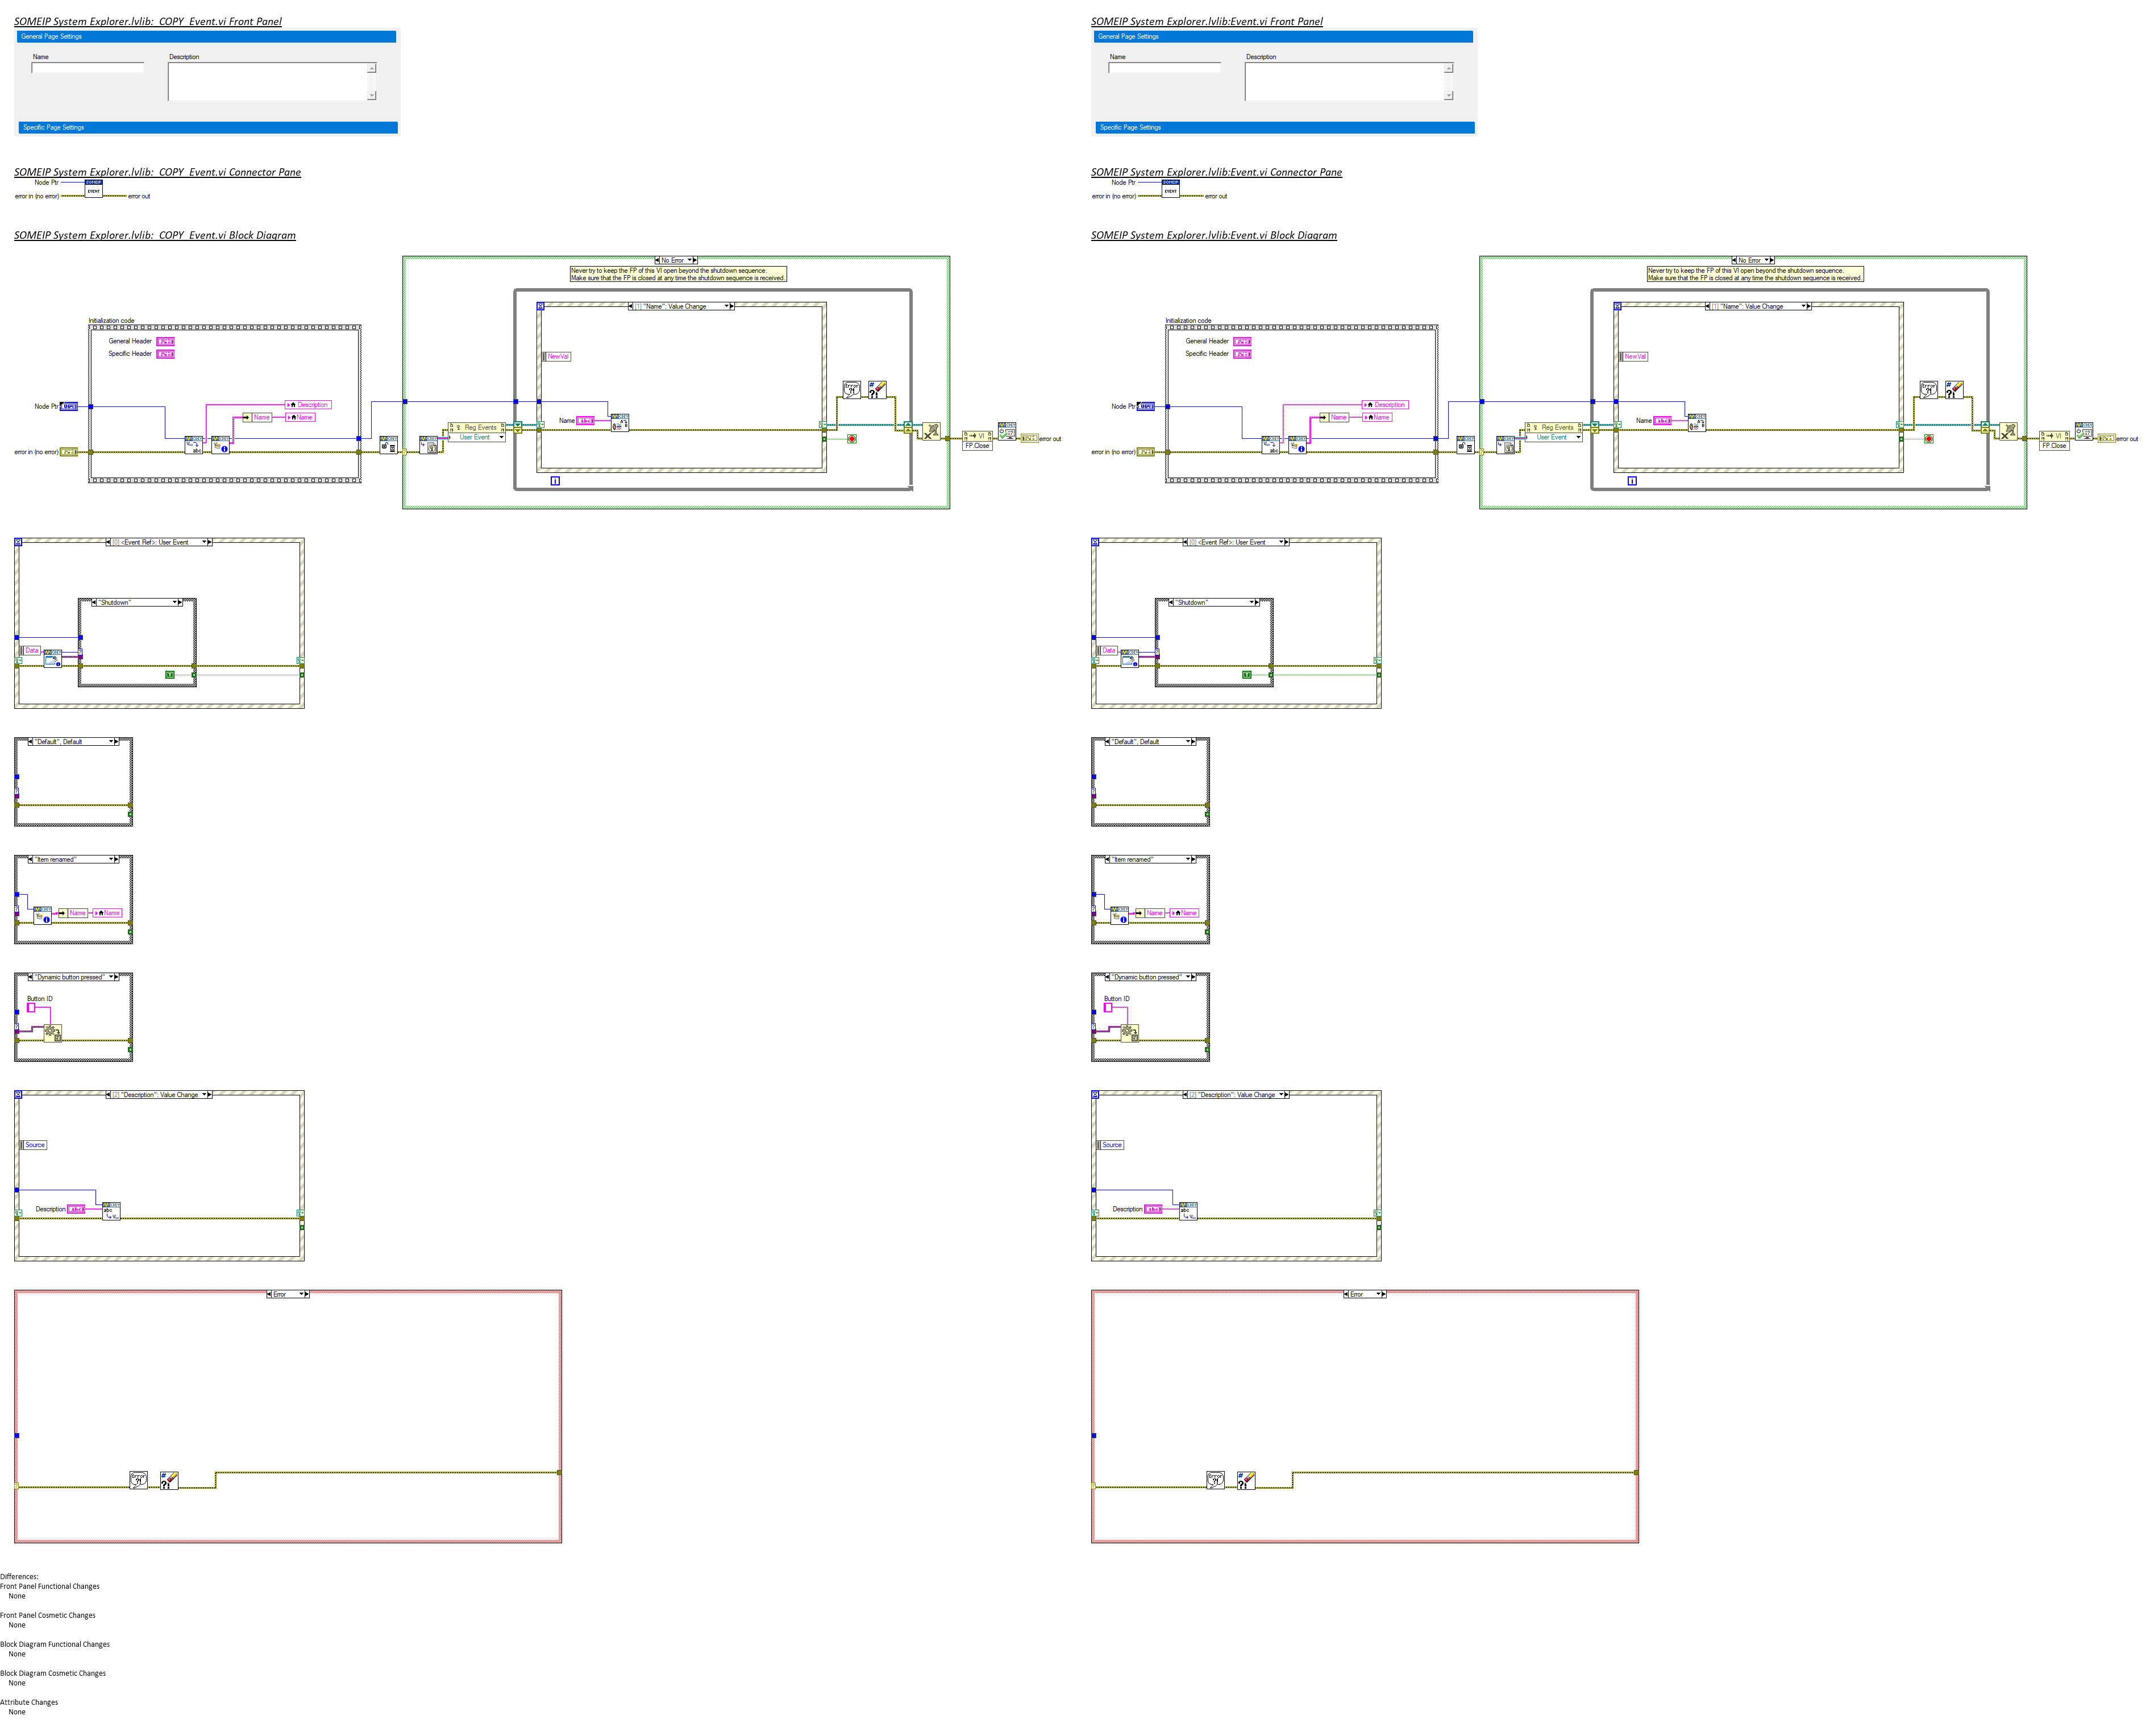 SOMEIP System Explorer.lvlib:_COPY_Event.vi Front Panel
General Page Settings
Name
Description
Specific Page Settings
SOMEIP System Explorer.lvlib:_COPY_Event.vi Connector Pane
Node Ptr
SOMEIP
EVENT
error in (no error)
error out
SOMEIP System Explorer.lvlib:_COPY_Event.vi Block Diagram
No Error
Never try to keep the FP of this VI open beyond the shutdown sequence.
Make sure that the FP is closed at any time the shutdown sequence is received.
[1] "Name": Value Change
Initialization code
General Header
Specific Header
NewVal
Node Ptr
Description
Name
Name
Name
abc
Reg Events
User Event
error in (no error)
VI
FP.Close
error out
[0] <Event Ref>: User Event
"Shutdown"
Data
"Default", Default
"Item renamed"
Name
Name
"Dynamic button pressed"
Button ID
[2] "Description": Value Change
Source
Description
abc
Error
Differences:
Front Panel Functional Changes
None
Front Panel Cosmetic Changes
None
Block Diagram Functional Changes
None
Block Diagram Cosmetic Changes
None
Attribute Changes
None
SOMEIP System Explorer.lvlib:Event.vi Front Panel
General Page Settings
Name
Description
Specific Page Settings
SOMEIP System Explorer.lvlib:Event.vi Connector Pane
Node Ptr
SOMEIP
EVENT
error in (no error)
error out
SOMEIP System Explorer.lvlib:Event.vi Block Diagram
No Error
Never try to keep the FP of this VI open beyond the shutdown sequence.
Make sure that the FP is closed at any time the shutdown sequence is received.
[1] "Name": Value Change
Initialization code
General Header
Specific Header
NewVal
Node Ptr
Description
Name
Name
Name
abc
Reg Events
User Event
error in (no error)
VI
FP.Close
error out
[0] <Event Ref>: User Event
"Shutdown"
Data
"Default", Default
"Item renamed"
Name
Name
"Dynamic button pressed"
Button ID
[2] "Description": Value Change
Source
Description
abc
Error